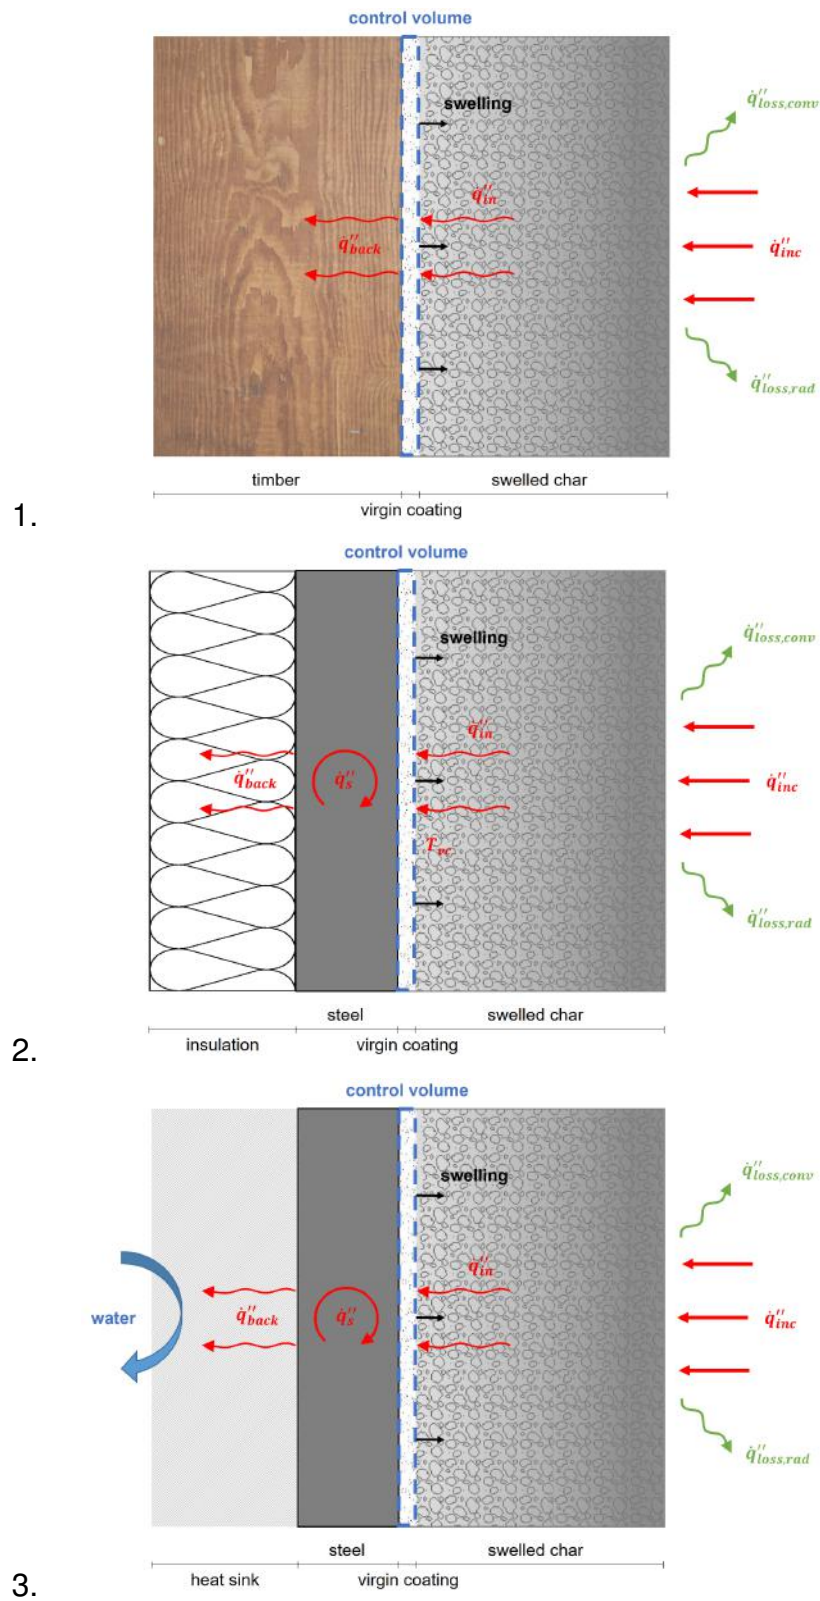 control volume
swelling
q̇″loss,conv
q̇″in
q̇″back
q̇″inc
q̇″loss,rad
timber
swelled char
virgin coating
1.
control volume
swelling
q̇″loss,conv
q̇″in
q̇″back
q̇″s
q̇″inc
Tvc
q̇″loss,rad
steel
swelled char
insulation
virgin coating
2.
control volume
swelling
q̇″loss,conv
q̇″in
water
q̇″back
q̇″s
q̇″inc
q̇″loss,rad
steel
swelled char
heat sink
virgin coating
3.